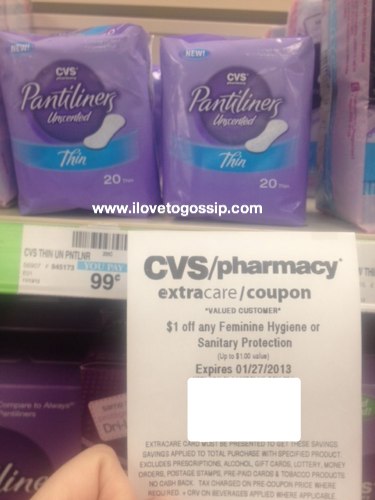 NEW!
CVS
Pantiliners
Unscented
Thin
20 Thin
NEW!
CVS
Pantiliners
Unscented
Thin
20 Thin
www.ilovetogossip.com
CVS THIN UN PNTLNR 20C
YOU PAY
99¢
CVS/pharmacy
extracare/coupon
*VALUED CUSTOMER*
$1 off any Feminine Hygiene or
Sanitary Protection
(Up to $1.00 value)
Expires 01/27/2013
EXTRACARE CARD MUST BE PRESENTED TO GET THESE SAVINGS
SAVINGS APPLIED TO TOTAL PURCHASE WITH SPECIFIED PRODUCT
EXCLUDES PRESCRIPTIONS, ALCOHOL, GIFT CARDS, LOTTERY, MONEY
ORDERS, POSTAGE STAMPS, PRE-PAID CARDS & TOBACCO PRODUCTS.
NO CASH BACK. TAX CHARGED ON PRE-COUPON PRICE WHERE
REQUIRED. CRV ON BEVERAGES ALSO APPLIED WHERE APPLICABLE
Compare to Always
Pantiliners